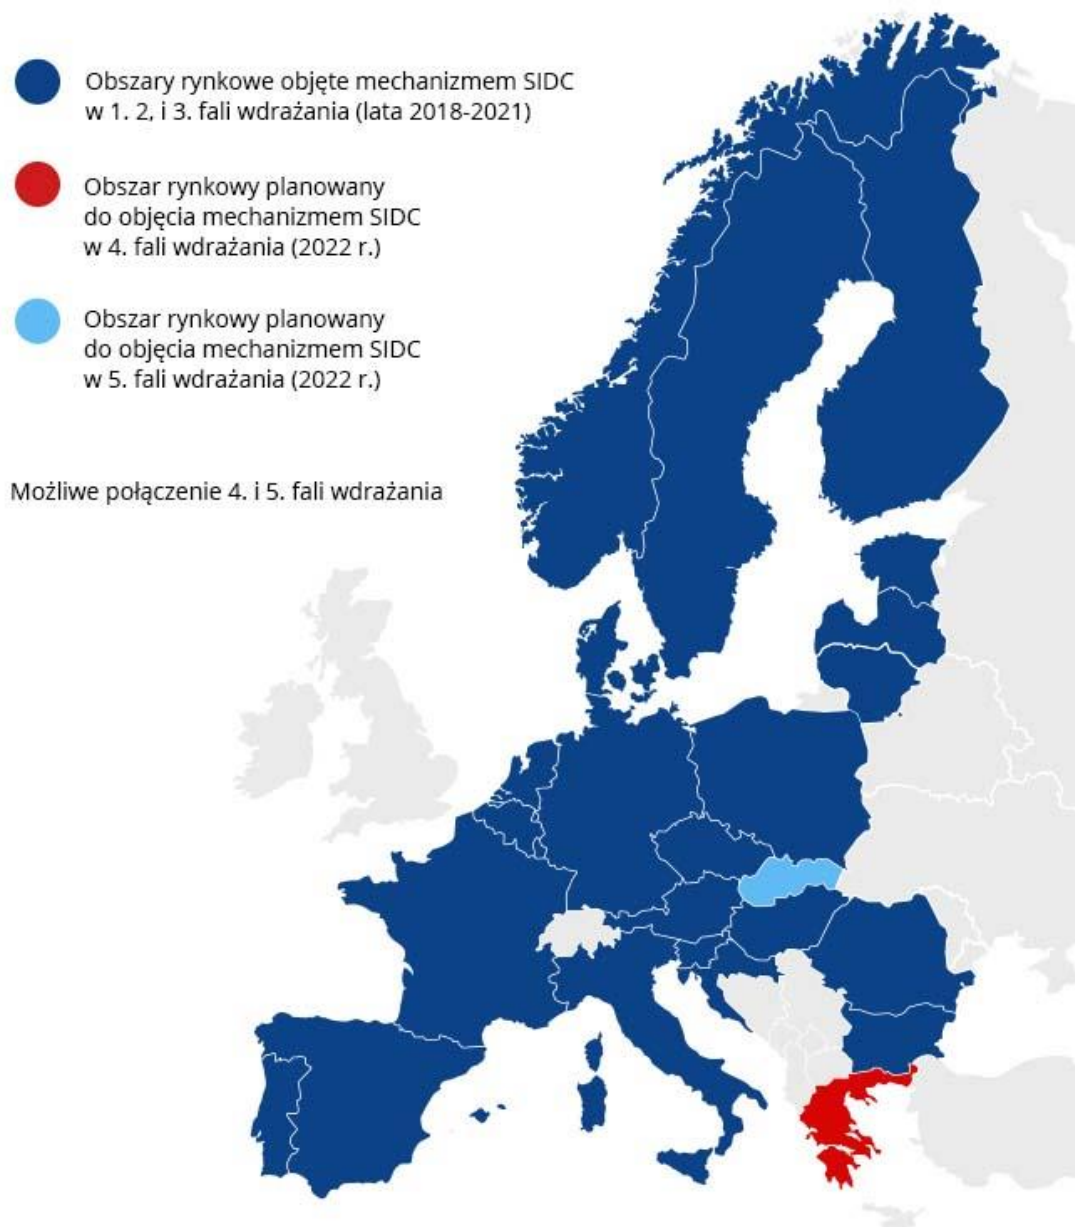 Obszary rynkowe objęte mechanizmem SIDC
w 1. 2, i 3. fali wdrażania (lata 2018-2021)
Obszar rynkowy planowany
do objęcia mechanizmem SIDC
w 4. fali wdrażania (2022 r.)
Obszar rynkowy planowany
do objęcia mechanizmem SIDC
w 5. fali wdrażania (2022 r.)
Możliwe połączenie 4. i 5. fali wdrażania